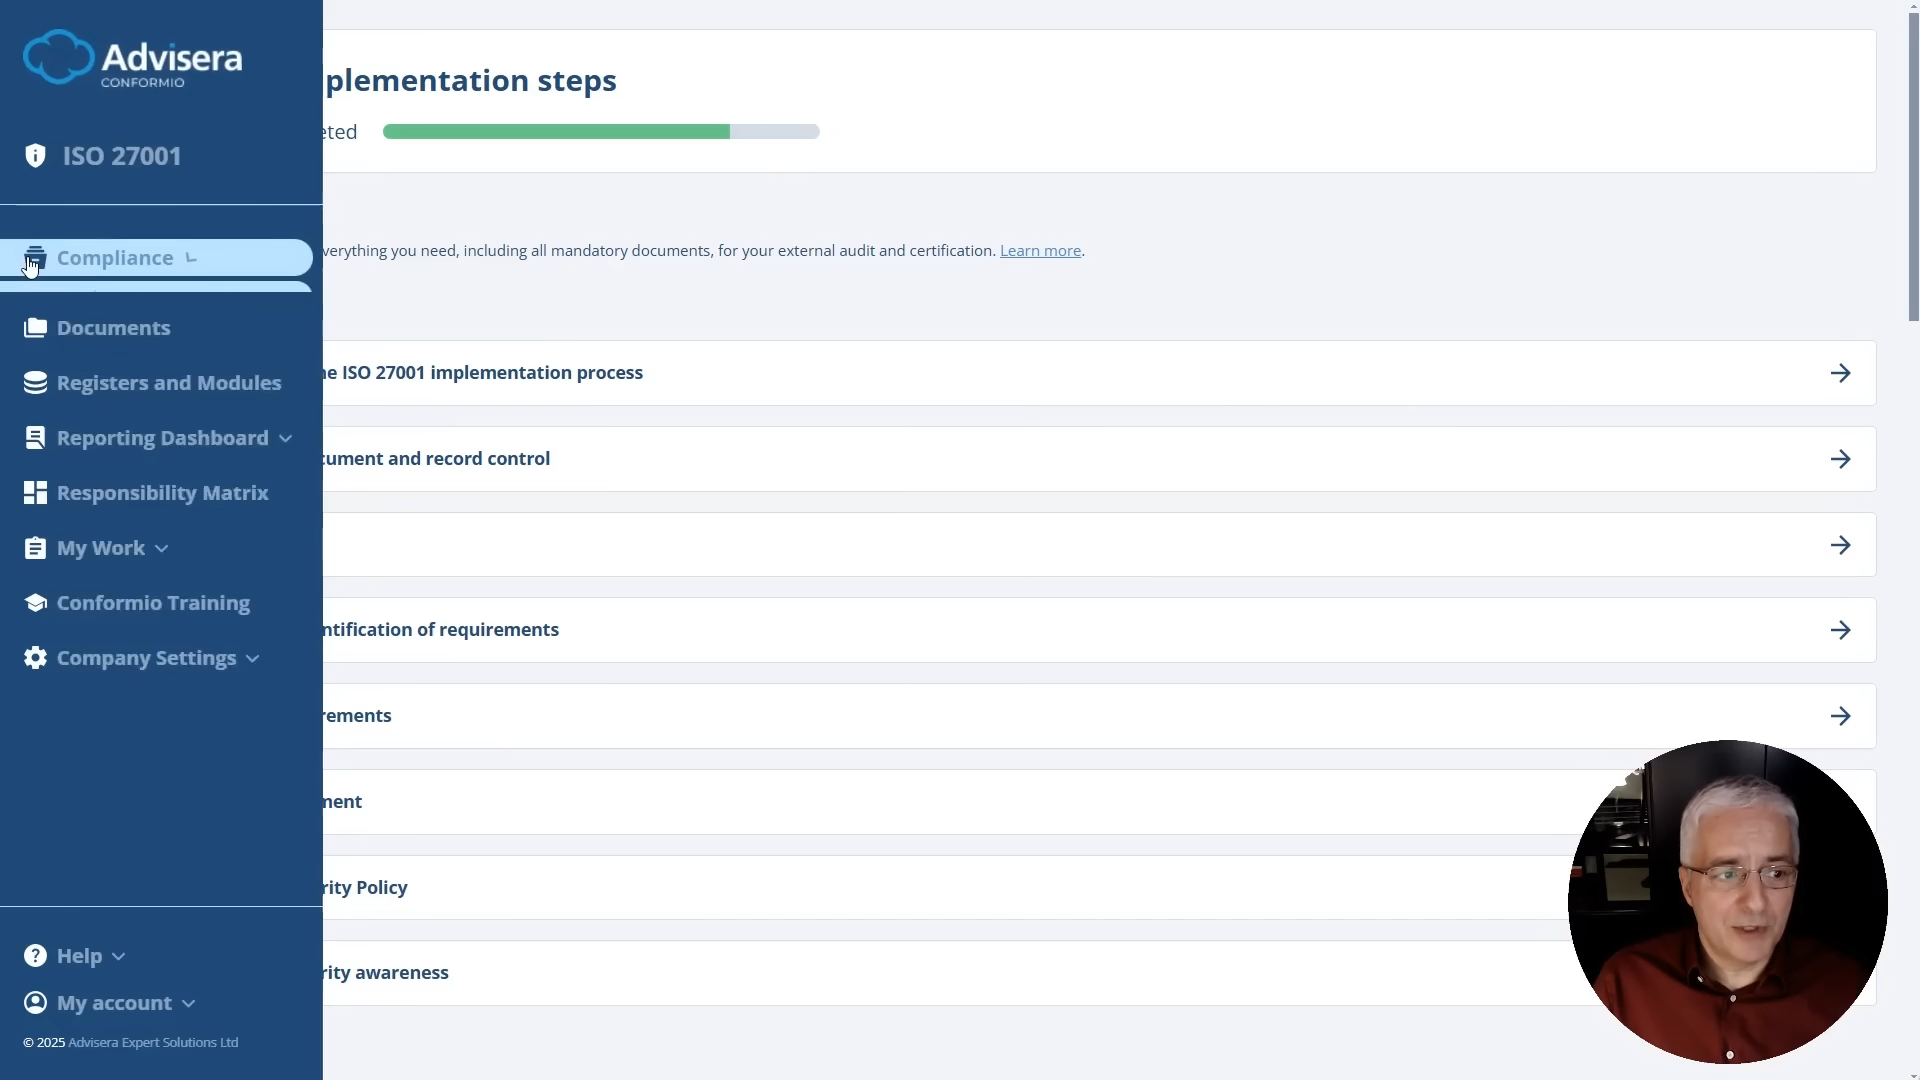 Advisera
CONFORMIO
ISO 27001
Compliance
Documents
Registers and Modules
Reporting Dashboard
Responsibility Matrix
My Work
Conformio Training
Company Settings
Help
My account
© 2025 Advisera Expert Solutions Ltd
plementation steps
eted
verything you need, including all mandatory documents, for your external audit and certification. Learn more.
he ISO 27001 implementation process
cument and record control
ntification of requirements
rements
ment
rity Policy
rity awareness